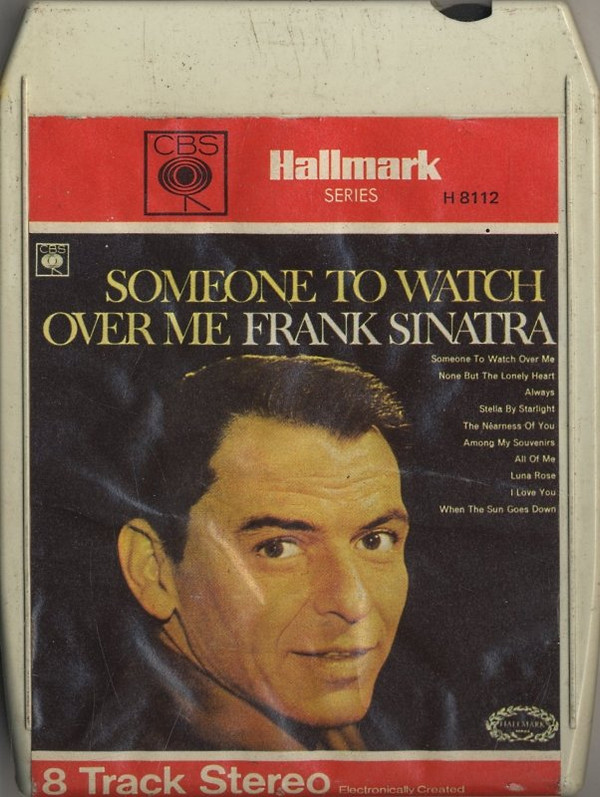 CBS
Hallmark
SERIES
H 8112
CBS
SOMEONE TO WATCH
OVER ME FRANK SINATRA
Someone To Watch Over Me
None But The Lonely Heart
Always
Stella By Starlight
The Nearness Of You
Among My Souvenirs
All Of Me
Luna Rose
I Love You
When The Sun Goes Down
HALLMARK
SERIES
8 Track Stereo Electronically Created